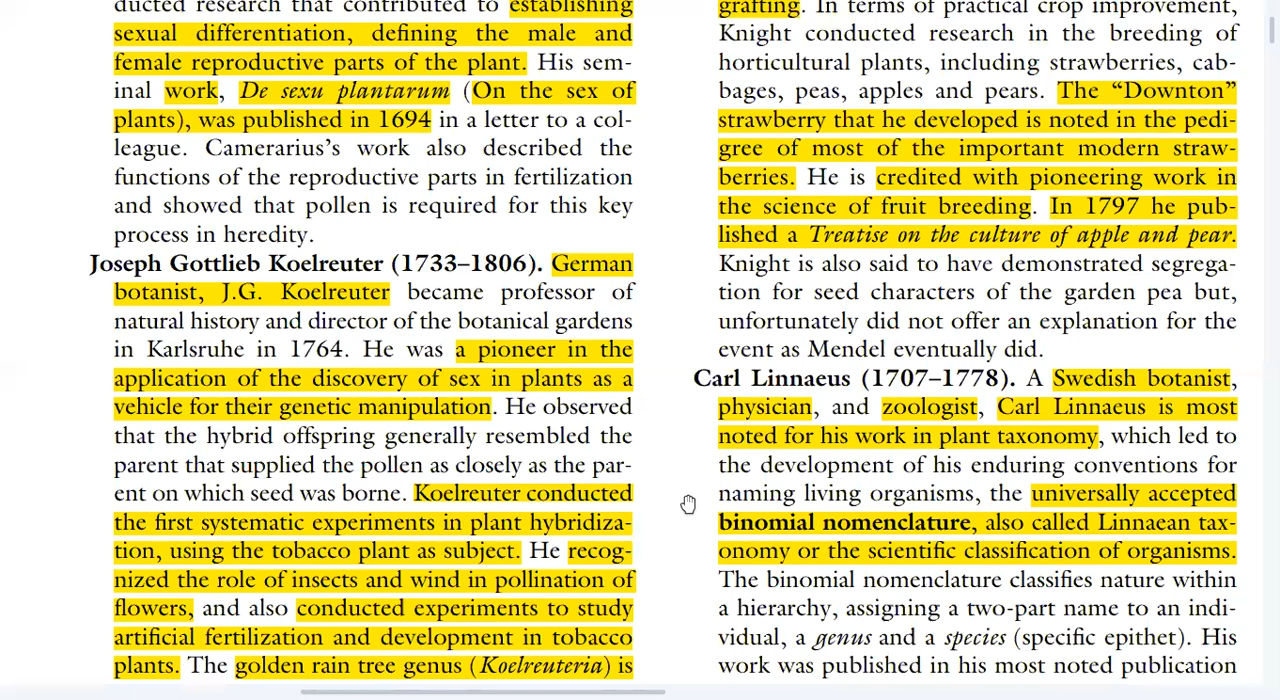 ducted research that contributed to establishing
sexual differentiation, defining the male and
female reproductive parts of the plant. His sem-
inal work, De sexu plantarum (On the sex of
plants), was published in 1694 in a letter to a col-
league. Camerarius's work also described the
functions of the reproductive parts in fertilization
and showed that pollen is required for this key
process in heredity.
Joseph Gottlieb Koelreuter (1733–1806). German
botanist, J.G. Koelreuter became professor of
natural history and director of the botanical gardens
in Karlsruhe in 1764. He was a pioneer in the
application of the discovery of sex in plants as a
vehicle for their genetic manipulation. He observed
that the hybrid offspring generally resembled the
parent that supplied the pollen as closely as the par-
ent on which seed was borne. Koelreuter conducted
the first systematic experiments in plant hybridiza-
tion, using the tobacco plant as subject. He recog-
nized the role of insects and wind in pollination of
flowers, and also conducted experiments to study
artificial fertilization and development in tobacco
plants. The golden rain tree genus (Koelreuteria) is
grafting. In terms of practical crop improvement,
Knight conducted research in the breeding of
horticultural plants, including strawberries, cab-
bages, peas, apples and pears. The “Downton”
strawberry that he developed is noted in the pedi-
gree of most of the important modern straw-
berries. He is credited with pioneering work in
the science of fruit breeding. In 1797 he pub-
lished a Treatise on the culture of apple and pear.
Knight is also said to have demonstrated segrega-
tion for seed characters of the garden pea but,
unfortunately did not offer an explanation for the
event as Mendel eventually did.
Carl Linnaeus (1707–1778). A Swedish botanist,
physician, and zoologist, Carl Linnaeus is most
noted for his work in plant taxonomy, which led to
the development of his enduring conventions for
naming living organisms, the universally accepted
binomial nomenclature, also called Linnaean tax-
onomy or the scientific classification of organisms.
The binomial nomenclature classifies nature within
a hierarchy, assigning a two-part name to an indi-
vidual, a genus and a species (specific epithet). His
work was published in his most noted publication